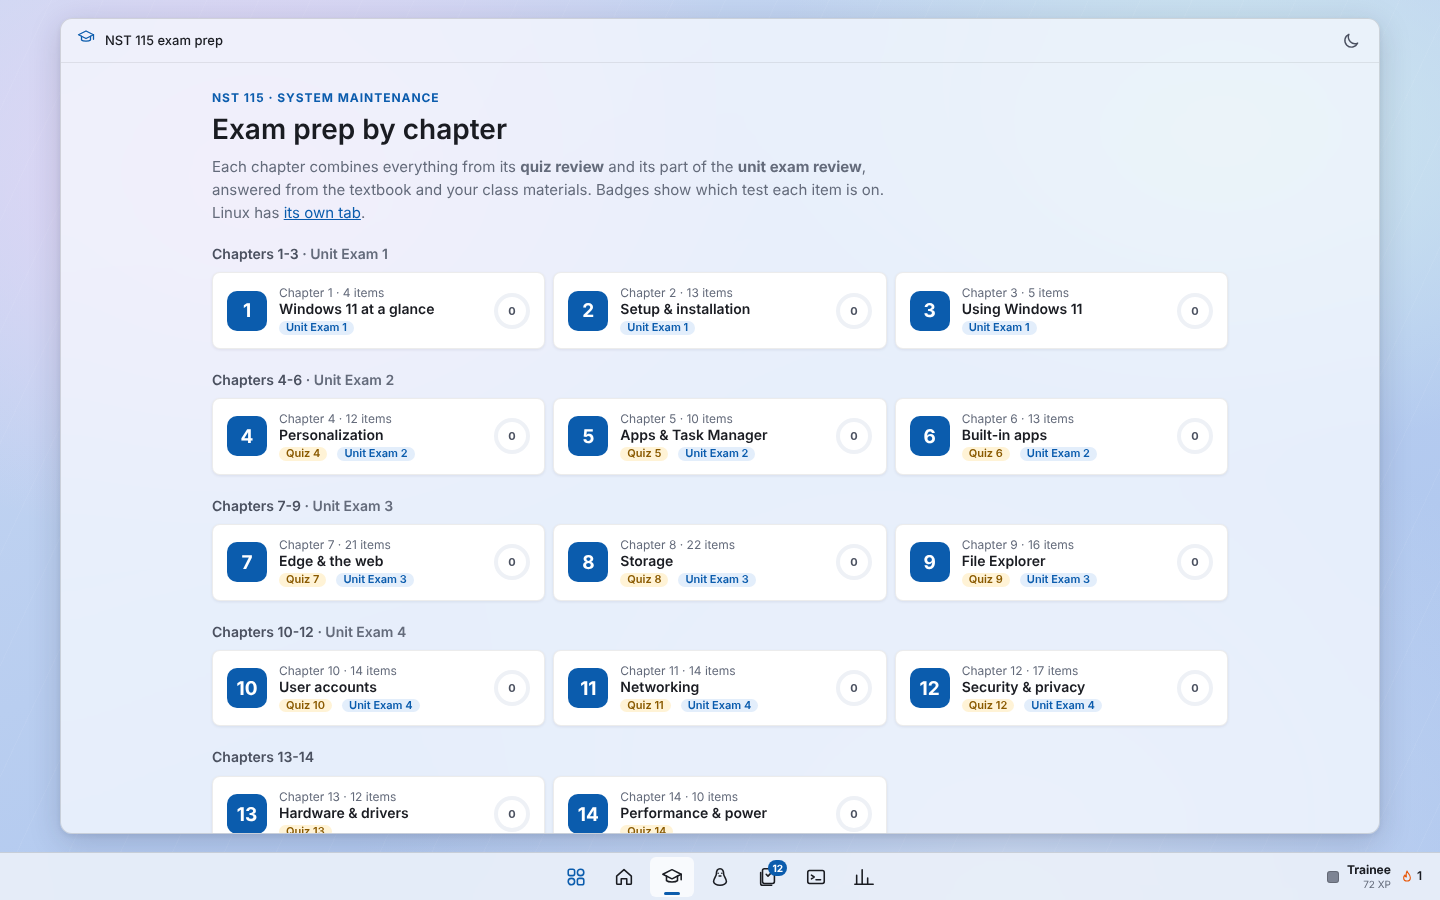 NST 115 exam prep
NST 115 · SYSTEM MAINTENANCE
Exam prep by chapter
Each chapter combines everything from its quiz review and its part of the unit exam review,
answered from the textbook and your class materials. Badges show which test each item is on.
Linux has its own tab.
Chapters 1-3 · Unit Exam 1
1
Chapter 1 · 4 items
Windows 11 at a glance
Unit Exam 1
0
2
Chapter 2 · 13 items
Setup & installation
Unit Exam 1
0
3
Chapter 3 · 5 items
Using Windows 11
Unit Exam 1
0
Chapters 4-6 · Unit Exam 2
4
Chapter 4 · 12 items
Personalization
Quiz 4 Unit Exam 2
0
5
Chapter 5 · 10 items
Apps & Task Manager
Quiz 5 Unit Exam 2
0
6
Chapter 6 · 13 items
Built-in apps
Quiz 6 Unit Exam 2
0
Chapters 7-9 · Unit Exam 3
7
Chapter 7 · 21 items
Edge & the web
Quiz 7 Unit Exam 3
0
8
Chapter 8 · 22 items
Storage
Quiz 8 Unit Exam 3
0
9
Chapter 9 · 16 items
File Explorer
Quiz 9 Unit Exam 3
0
Chapters 10-12 · Unit Exam 4
10
Chapter 10 · 14 items
User accounts
Quiz 10 Unit Exam 4
0
11
Chapter 11 · 14 items
Networking
Quiz 11 Unit Exam 4
0
12
Chapter 12 · 17 items
Security & privacy
Quiz 12 Unit Exam 4
0
Chapters 13-14
13
Chapter 13 · 12 items
Hardware & drivers
Quiz 13
0
14
Chapter 14 · 10 items
Performance & power
Quiz 14
0
12
Trainee
72 XP
1